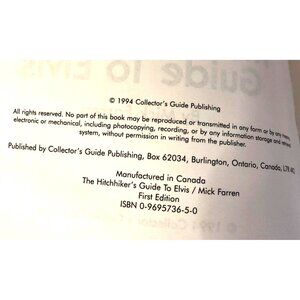 Guide To Elvis
© 1994 Collector's Guide Publishing
All rights reserved. No part of this book may be reproduced or transmitted in any form or by any means,
electronic or mechanical, including photocopying, recording, or by any information storage and retrieval
system, without permission in writing from the publisher.
Published by Collector's Guide Publishing, Box 62034, Burlington, Ontario, Canada, L7R 4K2
Manufactured in Canada
The Hitchhiker's Guide To Elvis / Mick Farren
First Edition
ISBN 0-9695736-5-0